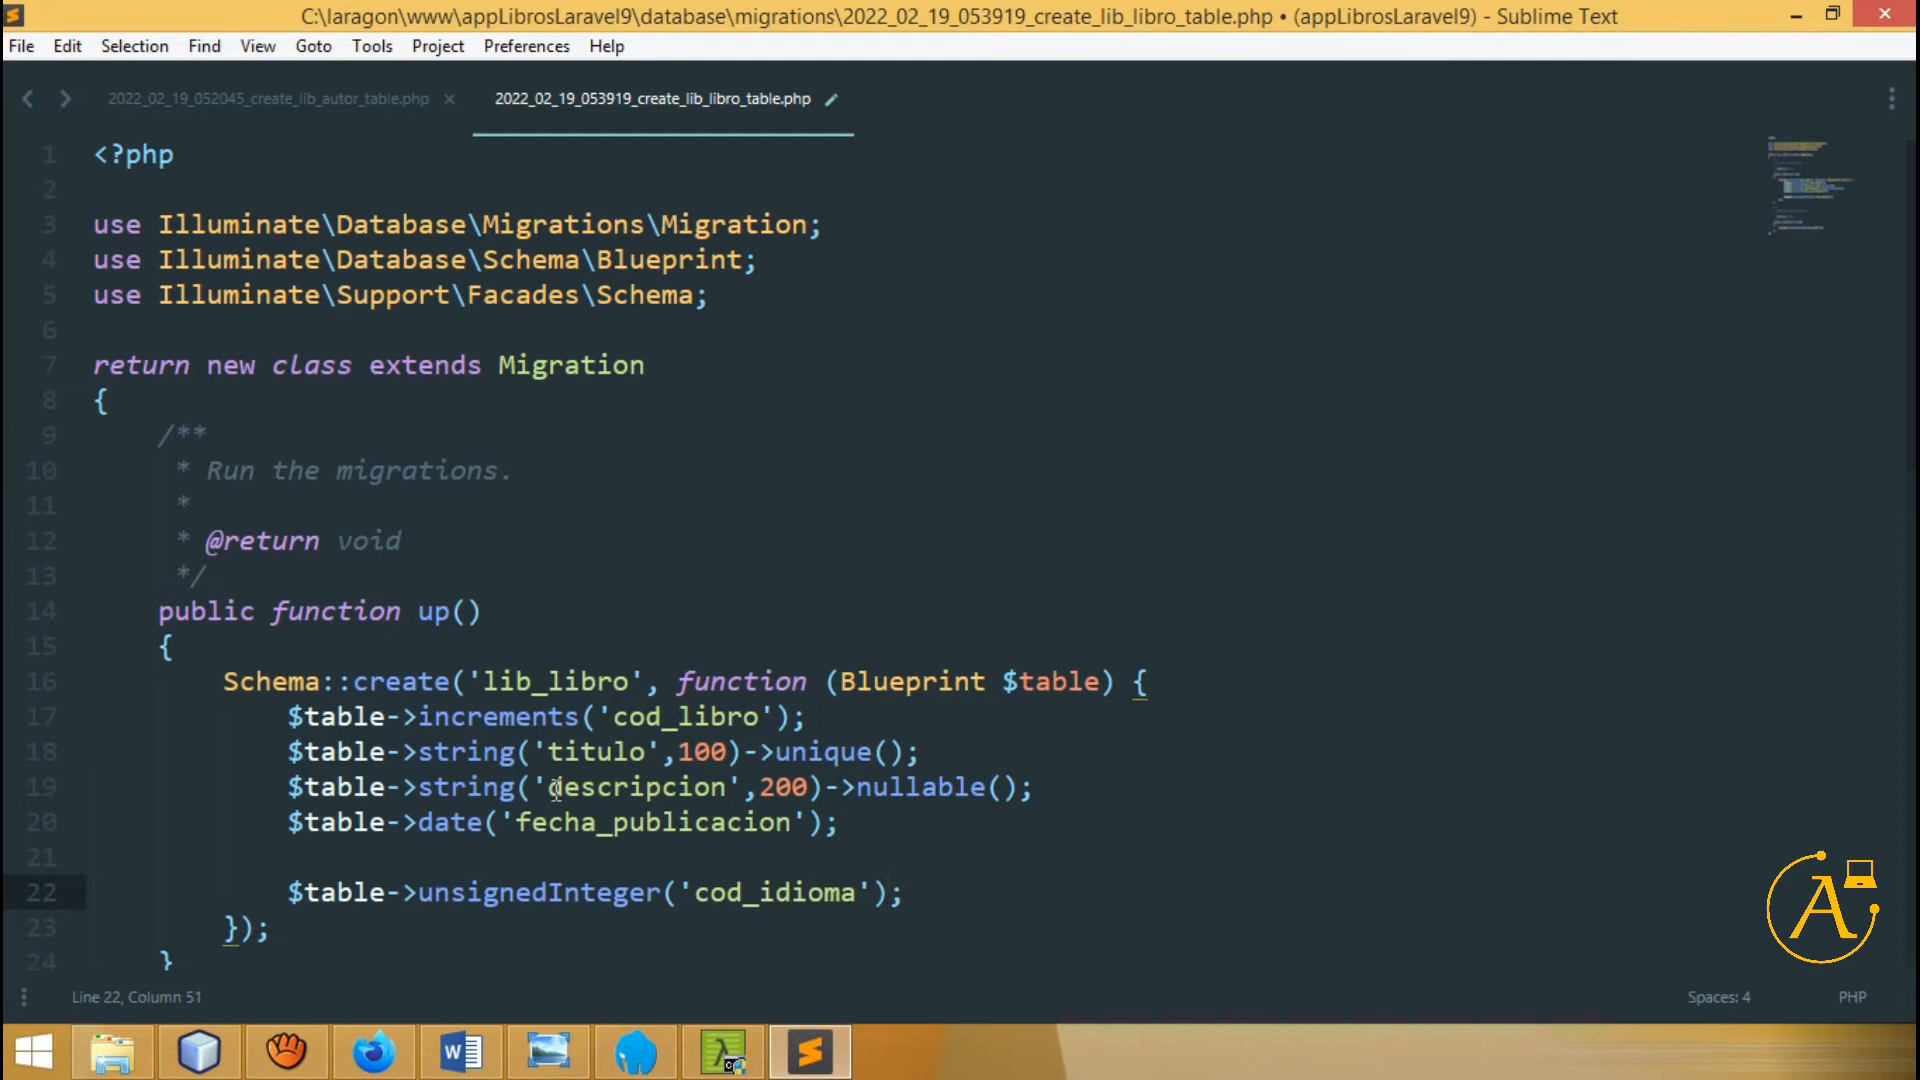 C:\laragon\www\appLibrosLaravel9\database\migrations\2022_02_19_053919_create_lib_libro_table.php • (appLibrosLaravel9) - Sublime Text
File Edit Selection Find View Goto Tools Project Preferences Help
2022_02_19_052045_create_lib_autor_table.php 2022_02_19_053919_create_lib_libro_table.php
1 <?php
2
3 use Illuminate\Database\Migrations\Migration;
4 use Illuminate\Database\Schema\Blueprint;
5 use Illuminate\Support\Facades\Schema;
6
7 return new class extends Migration
8 {
9 /**
10 * Run the migrations.
11 *
12 * @return void
13 */
14 public function up()
15 {
16 Schema::create('lib_libro', function (Blueprint $table) {
17 $table->increments('cod_libro');
18 $table->string('titulo',100)->unique();
19 $table->string('descripcion',200)->nullable();
20 $table->date('fecha_publicacion');
21
22 $table->unsignedInteger('cod_idioma');
23 });
24 }
Line 22, Column 51 Spaces: 4 PHP
A